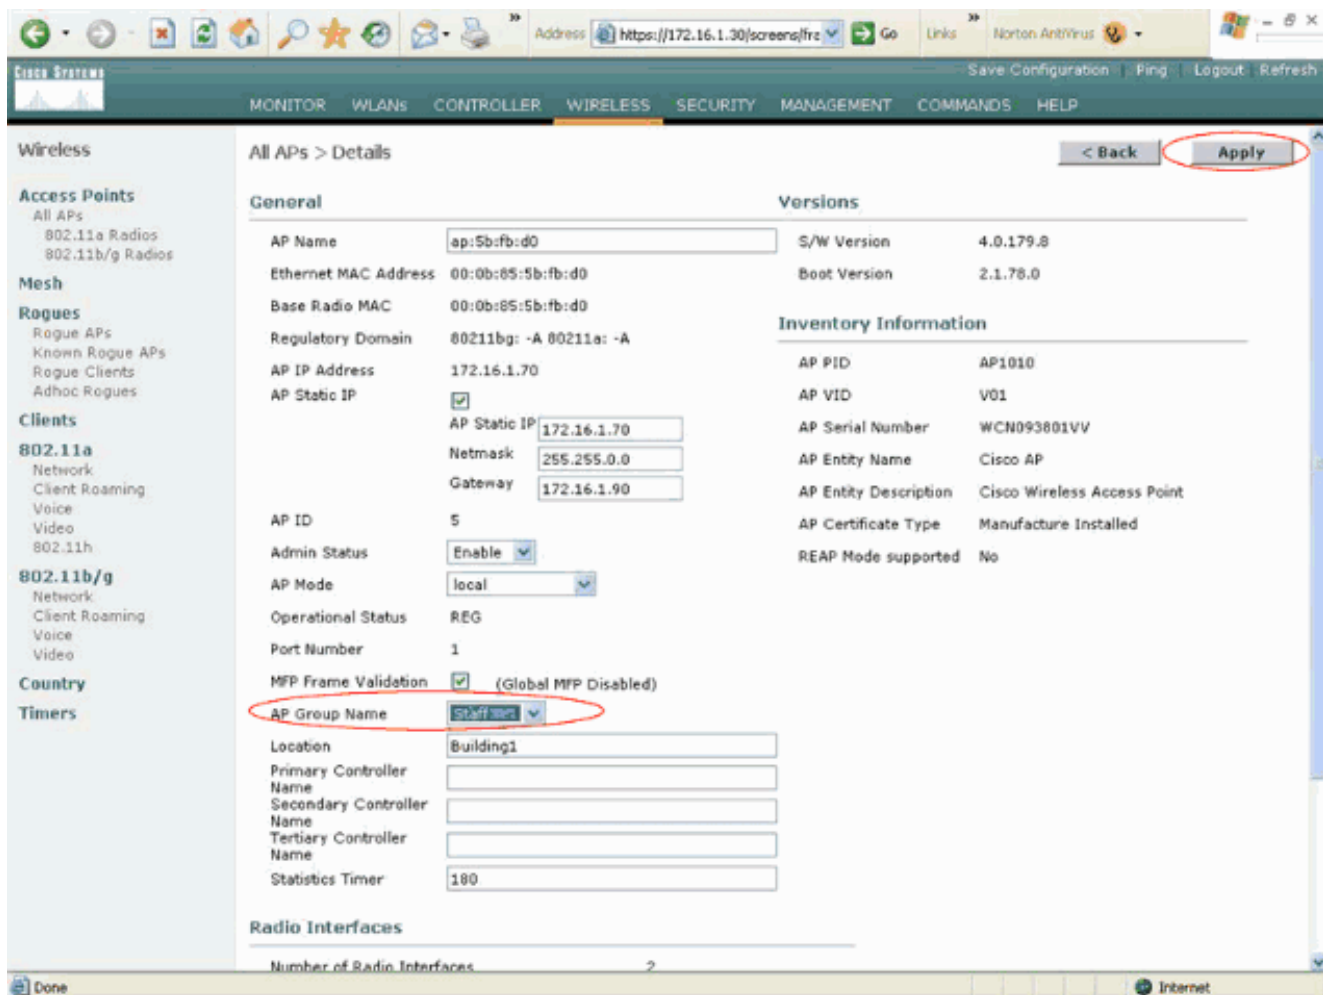 »
Address https://172.16.1.30/screens/fra Go Links » Norton AntiVirus
CISCO SYSTEMS
Save Configuration Ping Logout Refresh
MONITOR WLANs CONTROLLER WIRELESS SECURITY MANAGEMENT COMMANDS HELP
Wireless
Access Points
All APs
802.11a Radios
802.11b/g Radios
Mesh
Rogues
Rogue APs
Known Rogue APs
Rogue Clients
Adhoc Rogues
Clients
802.11a
Network
Client Roaming
Voice
Video
802.11h
802.11b/g
Network
Client Roaming
Voice
Video
Country
Timers
All APs > Details
< Back Apply
General
AP Name ap:5b:fb:d0
Ethernet MAC Address 00:0b:85:5b:fb:d0
Base Radio MAC 00:0b:85:5b:fb:d0
Regulatory Domain 80211bg: -A 80211a: -A
AP IP Address 172.16.1.70
AP Static IP
AP Static IP 172.16.1.70
Netmask 255.255.0.0
Gateway 172.16.1.90
AP ID 5
Admin Status Enable
AP Mode local
Operational Status REG
Port Number 1
MFP Frame Validation (Global MFP Disabled)
AP Group Name Staff
Location Building1
Primary Controller
Name
Secondary Controller
Name
Tertiary Controller
Name
Statistics Timer 180
Radio Interfaces
Number of Radio Interfaces 2
Versions
S/W Version 4.0.179.8
Boot Version 2.1.78.0
Inventory Information
AP PID AP1010
AP VID V01
AP Serial Number WCN093801VV
AP Entity Name Cisco AP
AP Entity Description Cisco Wireless Access Point
AP Certificate Type Manufacture Installed
REAP Mode supported No
Done
Internet